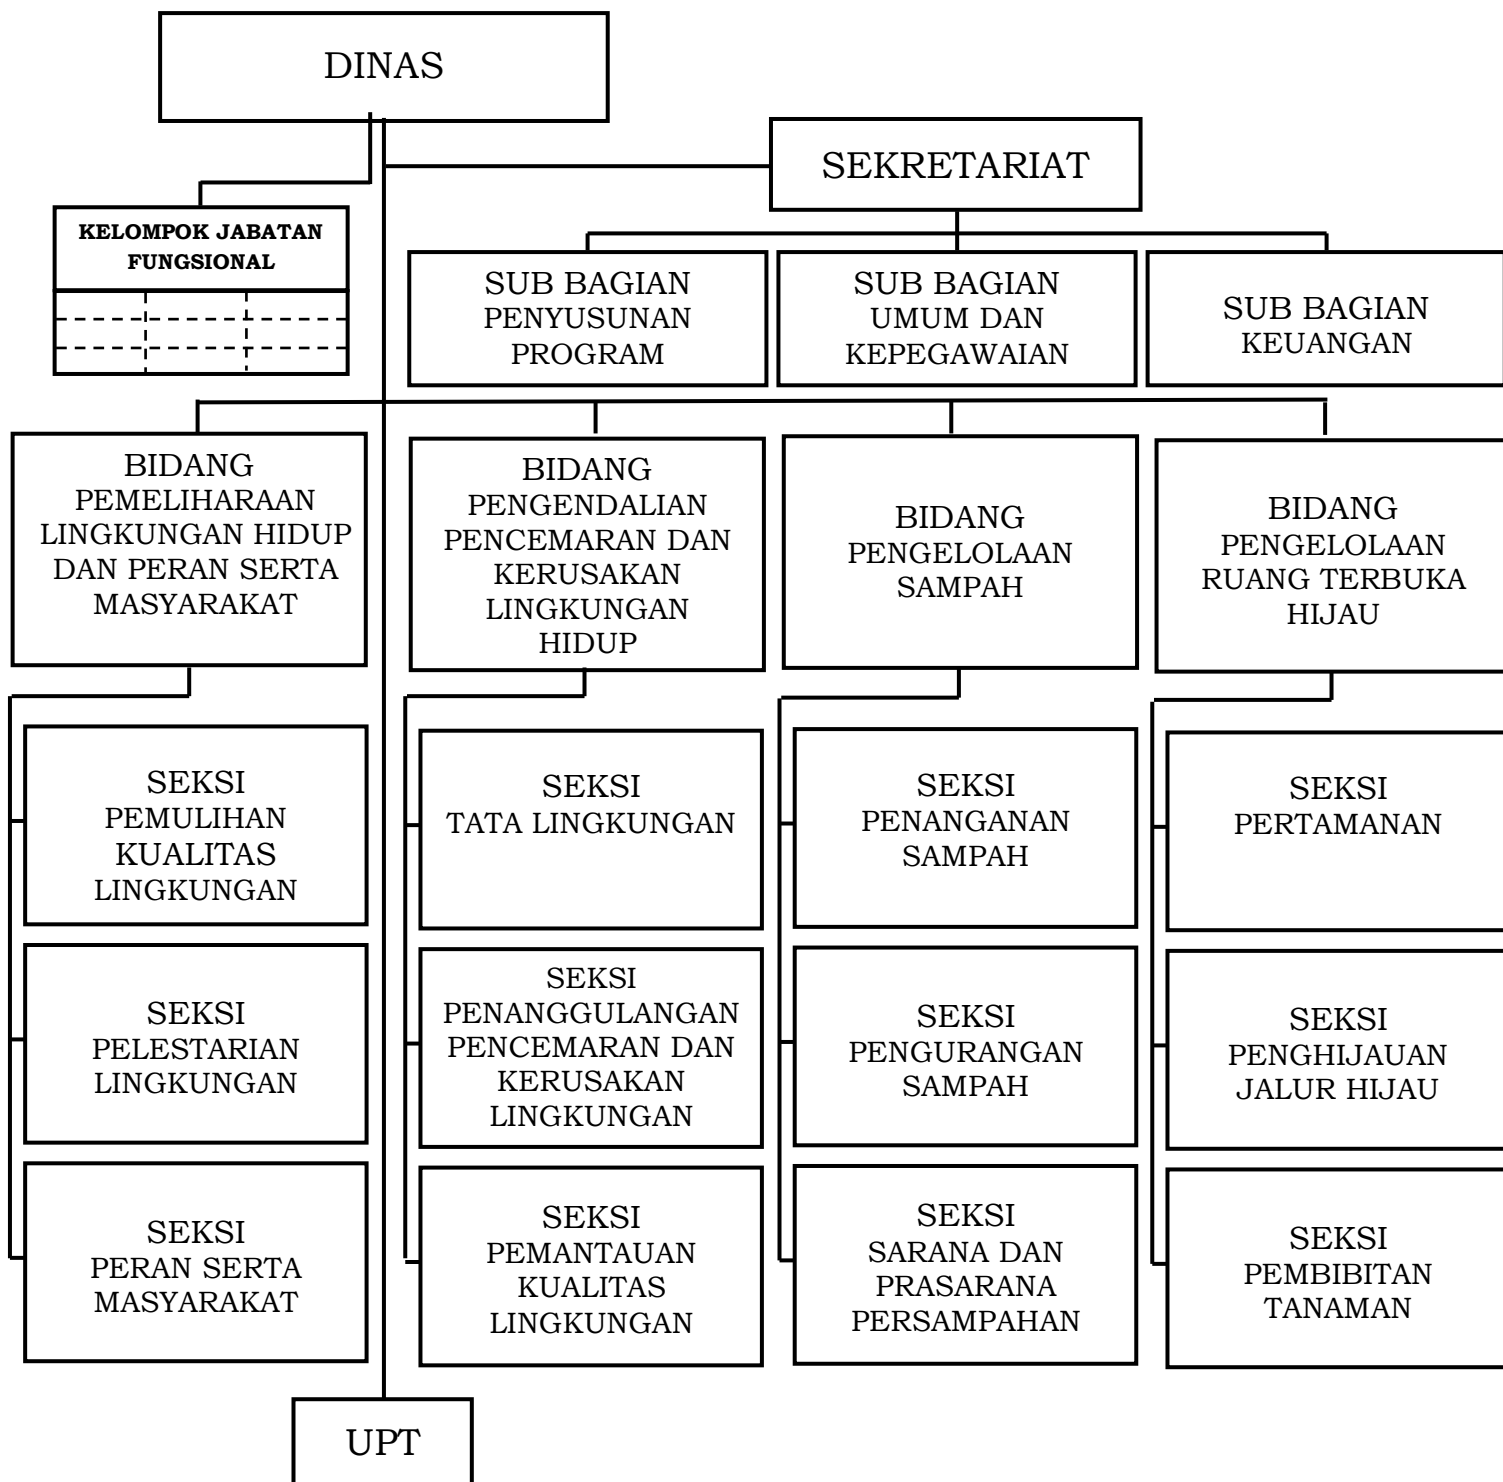 DINAS
SEKRETARIAT
KELOMPOK JABATAN
FUNGSIONAL
SUB BAGIAN
PENYUSUNAN
PROGRAM
SUB BAGIAN
UMUM DAN
KEPEGAWAIAN
SUB BAGIAN
KEUANGAN
BIDANG
PEMELIHARAAN
LINGKUNGAN HIDUP
DAN PERAN SERTA
MASYARAKAT
BIDANG
PENGENDALIAN
PENCEMARAN DAN
KERUSAKAN
LINGKUNGAN
HIDUP
BIDANG
PENGELOLAAN
SAMPAH
BIDANG
PENGELOLAAN
RUANG TERBUKA
HIJAU
SEKSI
PEMULIHAN
KUALITAS
LINGKUNGAN
SEKSI
TATA LINGKUNGAN
SEKSI
PENANGANAN
SAMPAH
SEKSI
PERTAMANAN
SEKSI
PELESTARIAN
LINGKUNGAN
SEKSI
PENANGGULANGAN
PENCEMARAN DAN
KERUSAKAN
LINGKUNGAN
SEKSI
PENGURANGAN
SAMPAH
SEKSI
PENGHIJAUAN
JALUR HIJAU
SEKSI
PERAN SERTA
MASYARAKAT
SEKSI
PEMANTAUAN
KUALITAS
LINGKUNGAN
SEKSI
SARANA DAN
PRASARANA
PERSAMPAHAN
SEKSI
PEMBIBITAN
TANAMAN
UPT